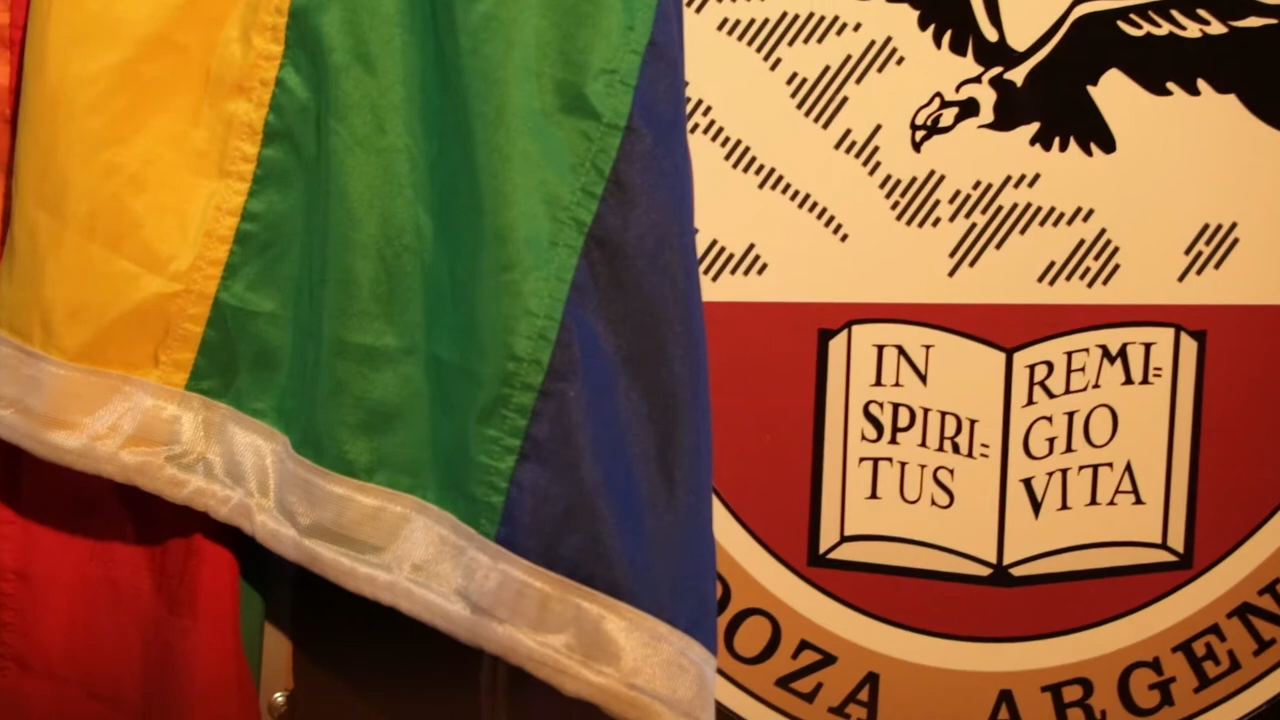 IN
SPIRI=
TUS
REMI=
GIO
VITA
DOZA ARGEN